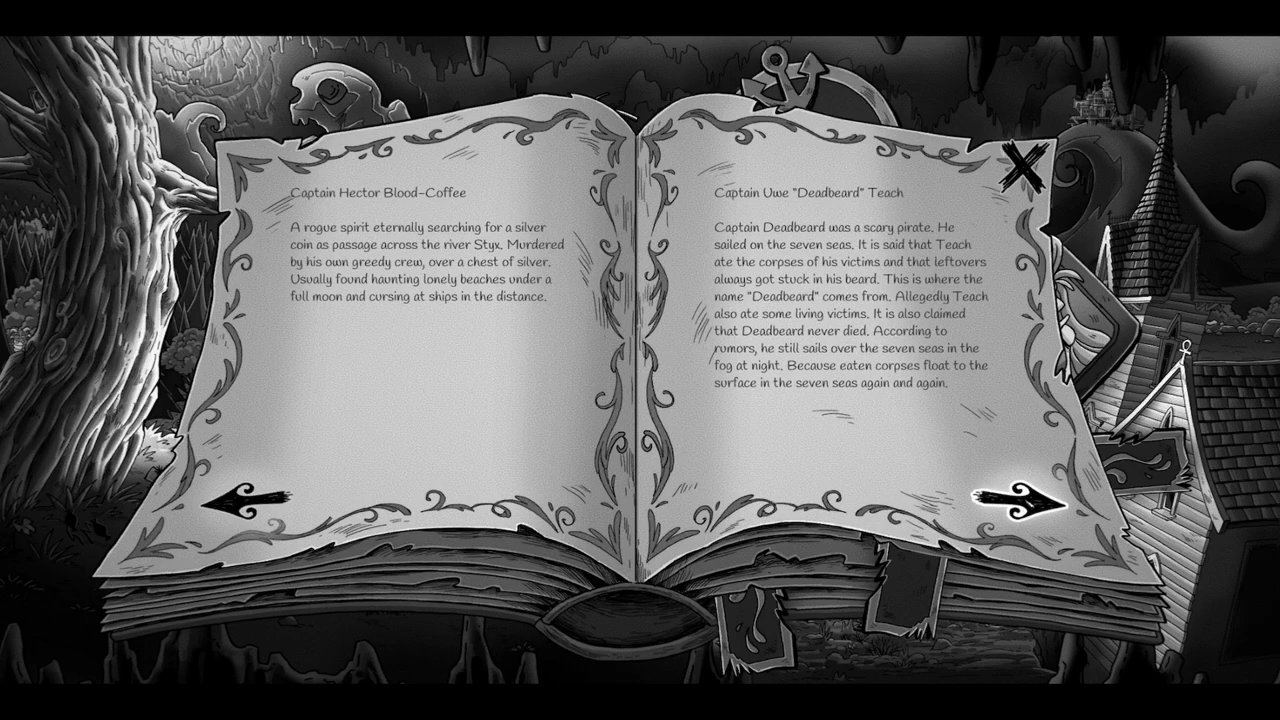 Captain Hector Blood-Coffee
A rogue spirit eternally searching for a silver
coin as passage across the river Styx. Murdered
by his own greedy crew, over a chest of silver.
Usually found haunting lonely beaches under a
full moon and cursing at ships in the distance.
Captain Uwe "Deadbeard" Teach
Captain Deadbeard was a scary pirate. He
sailed on the seven seas. It is said that Teach
ate the corpses of his victims and that leftovers
always got stuck in his beard. This is where the
name "Deadbeard" comes from. Allegedly Teach
also ate some living victims. It is also claimed
that Deadbeard never died. According to
rumors, he still sails over the seven seas in the
fog at night. Because eaten corpses float to the
surface in the seven seas again and again.